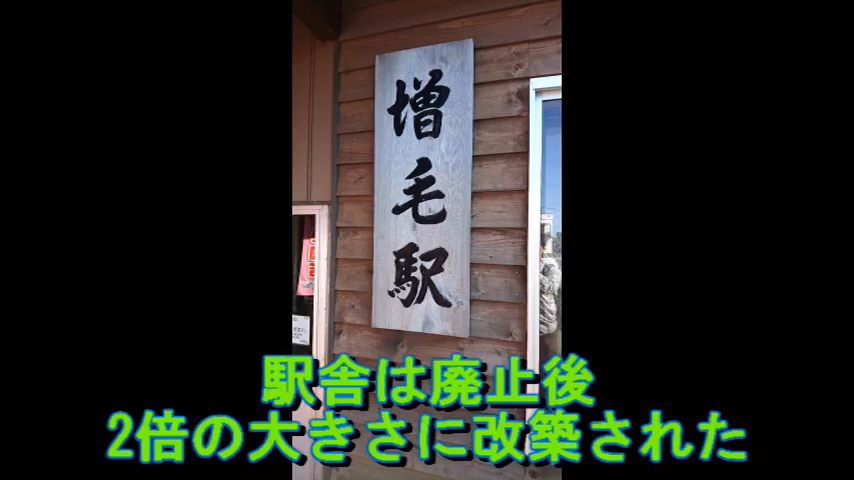 増毛駅
駅舎は廃止後
2倍の大きさに改築された